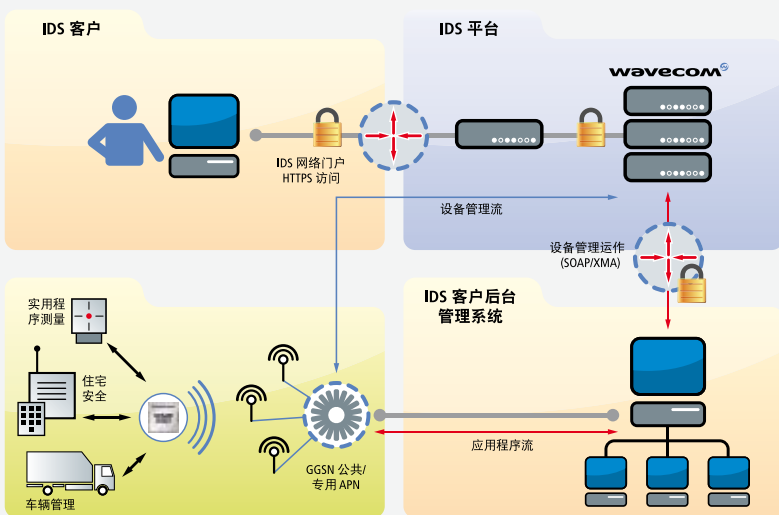 IDS 客户
IDS 平台
wavecom
IDS 网络门户
HTTPS 访问
设备管理流
设备管理运作
(SOAP/XMA)
IDS 客户后台
管理系统
实用程
序测量
住宅
安全
车辆管理
GGSN 公共/
专用 APN
应用程序流